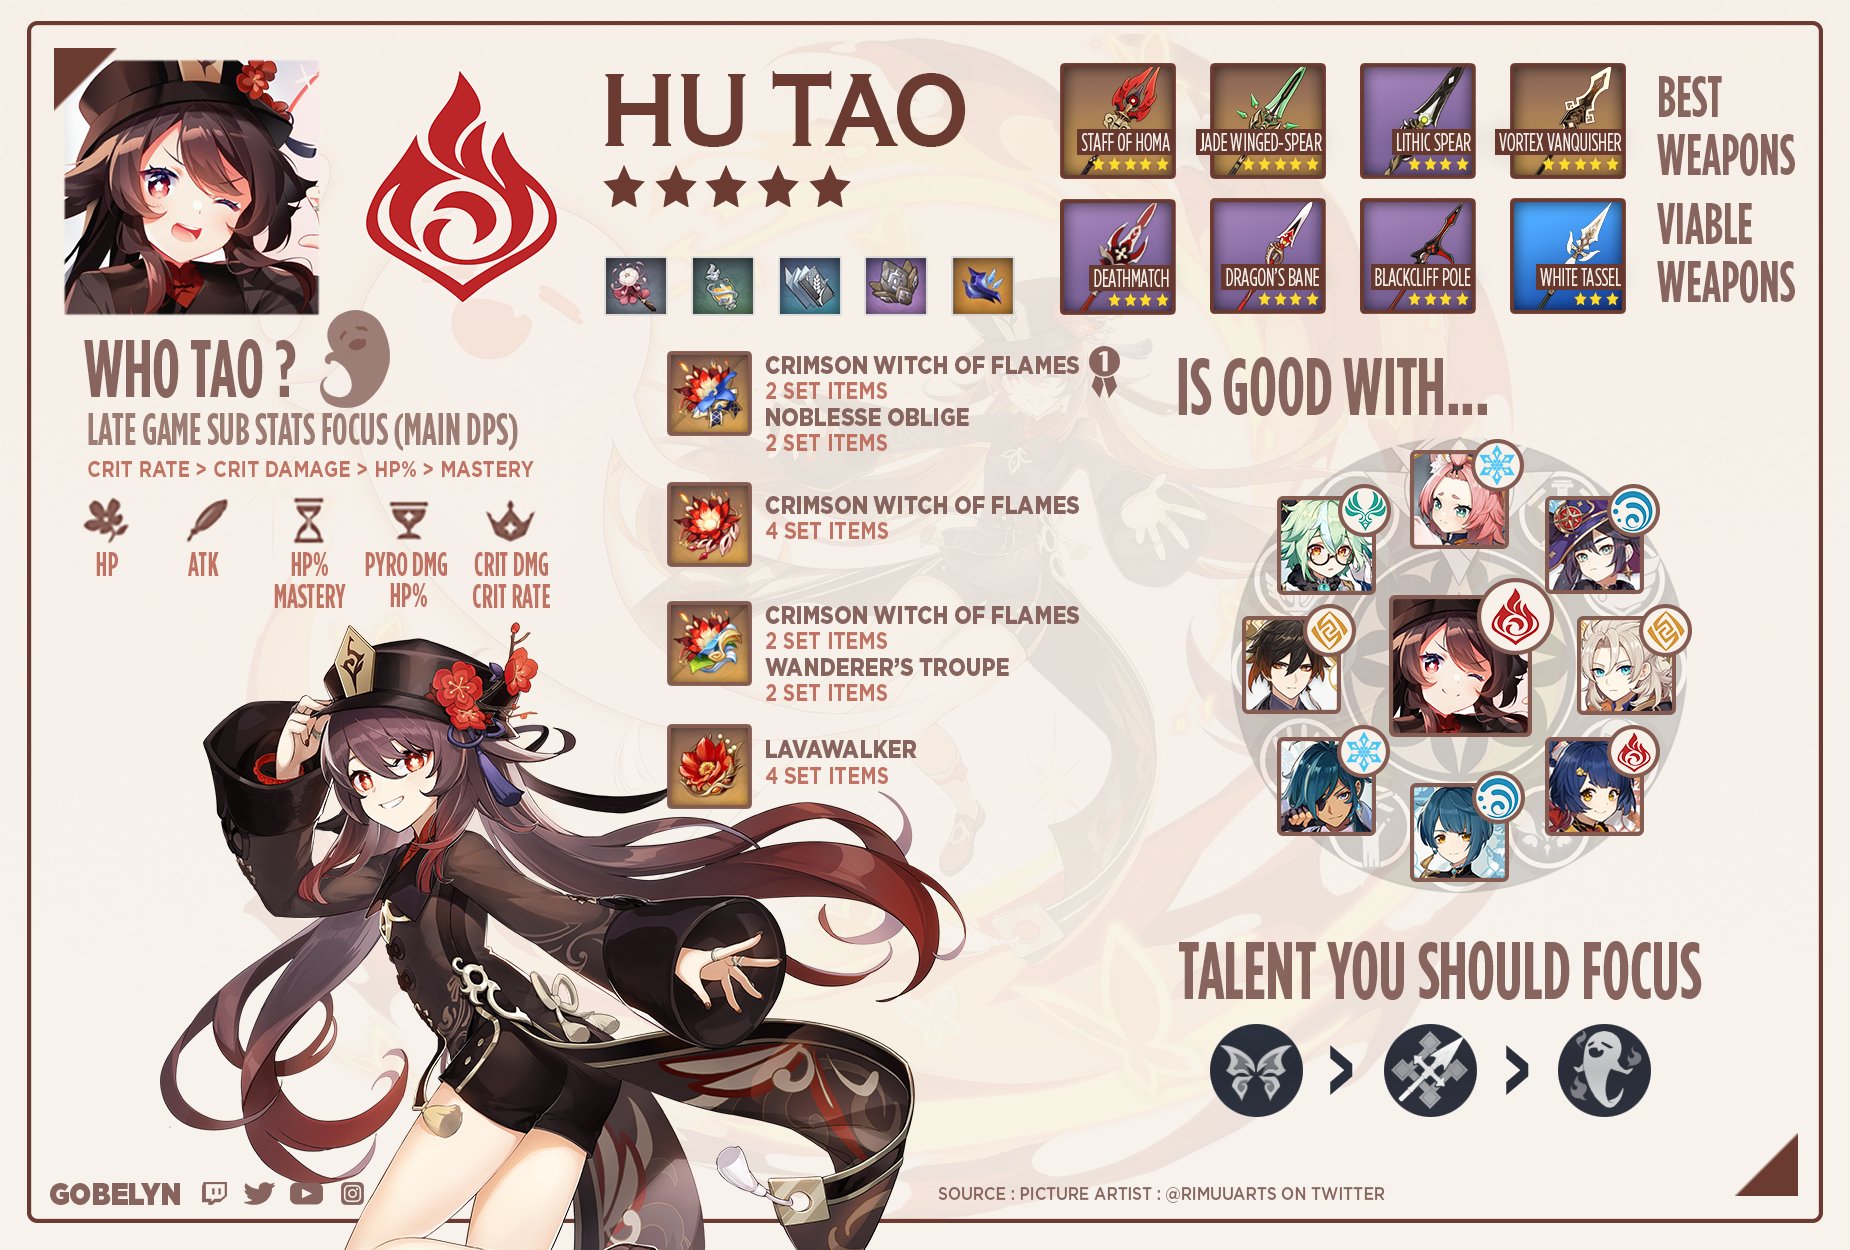 HU TAO
STAFF OF HOMA
JADE WINGED-SPEAR
LITHIC SPEAR
VORTEX VANQUISHER
BEST
WEAPONS
DEATHMATCH
DRAGON'S BANE
BLACKCLIFF POLE
WHITE TASSEL
VIABLE
WEAPONS
WHO TAO ?
LATE GAME SUB STATS FOCUS (MAIN DPS)
CRIT RATE > CRIT DAMAGE > HP% > MASTERY
HP
ATK
HP%
MASTERY
PYRO DMG
HP%
CRIT DMG
CRIT RATE
CRIMSON WITCH OF FLAMES 1
2 SET ITEMS
NOBLESSE OBLIGE
2 SET ITEMS
CRIMSON WITCH OF FLAMES
4 SET ITEMS
CRIMSON WITCH OF FLAMES
2 SET ITEMS
WANDERER'S TROUPE
2 SET ITEMS
LAVAWALKER
4 SET ITEMS
IS GOOD WITH...
TALENT YOU SHOULD FOCUS
> >
GOBELYN
SOURCE : PICTURE ARTIST : @RIMUUARTS ON TWITTER